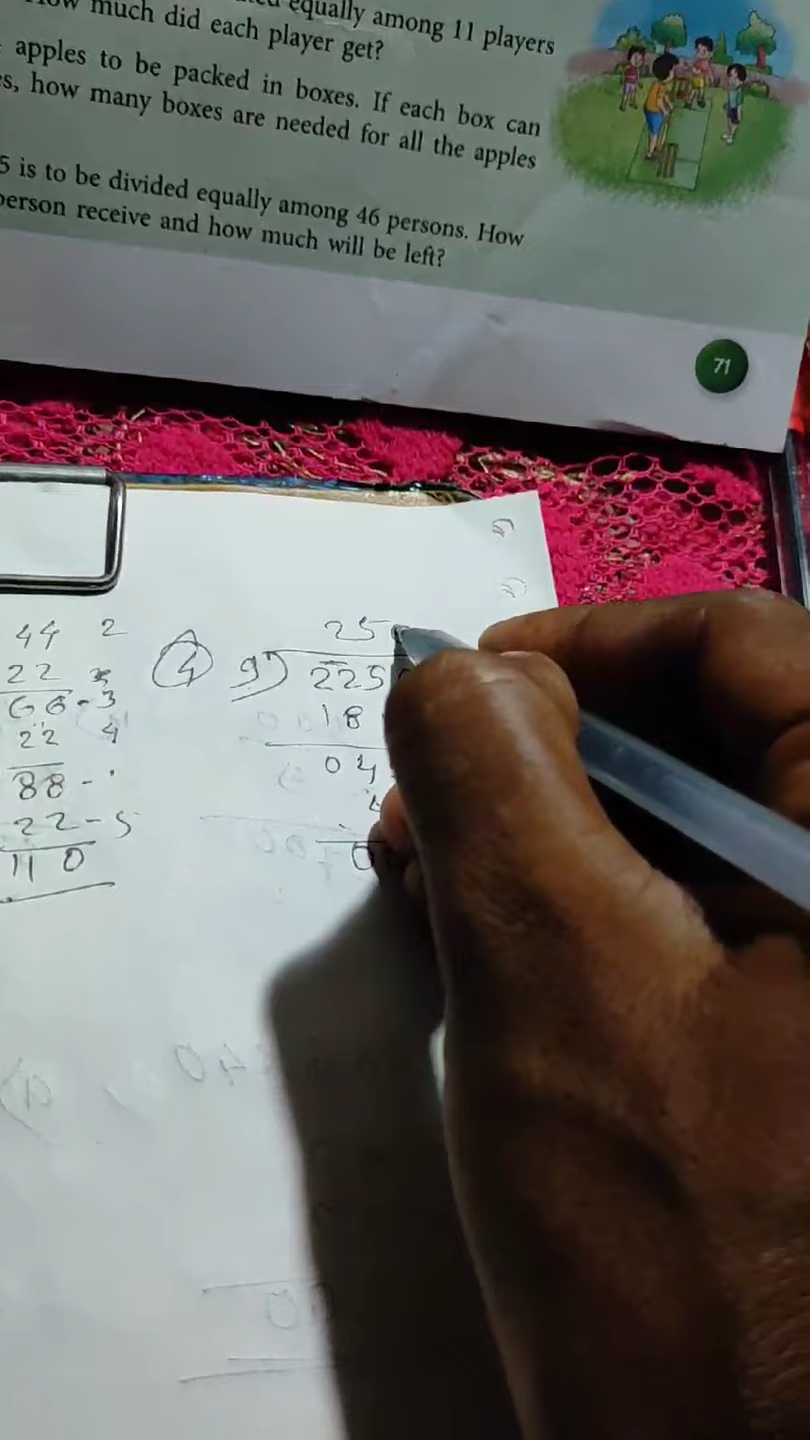 equally among 11 players
much did each player get?
apples to be packed in boxes. If each box can
how many boxes are needed for all the apples
5 is to be divided equally among 46 persons. How
person receive and how much will be left?
71
44 2
22
66-3
22 4
88-
22-5
110
4 9) 225
25
18
04
0